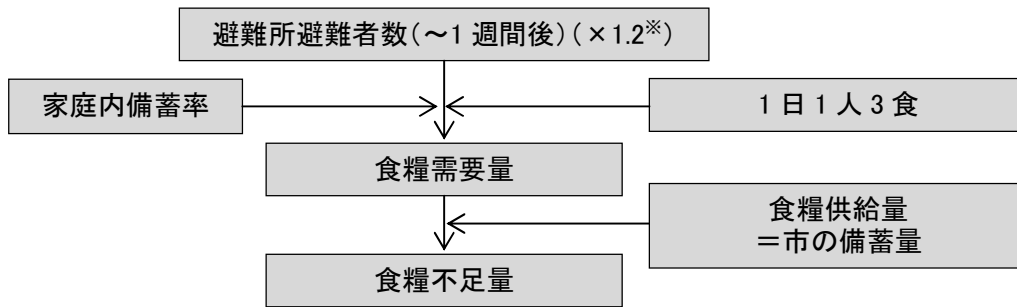 避難所避難者数(～1 週間後)(×1.2※)
家庭内備蓄率
1 日 1 人 3 食
食糧需要量
食糧供給量
＝市の備蓄量
食糧不足量